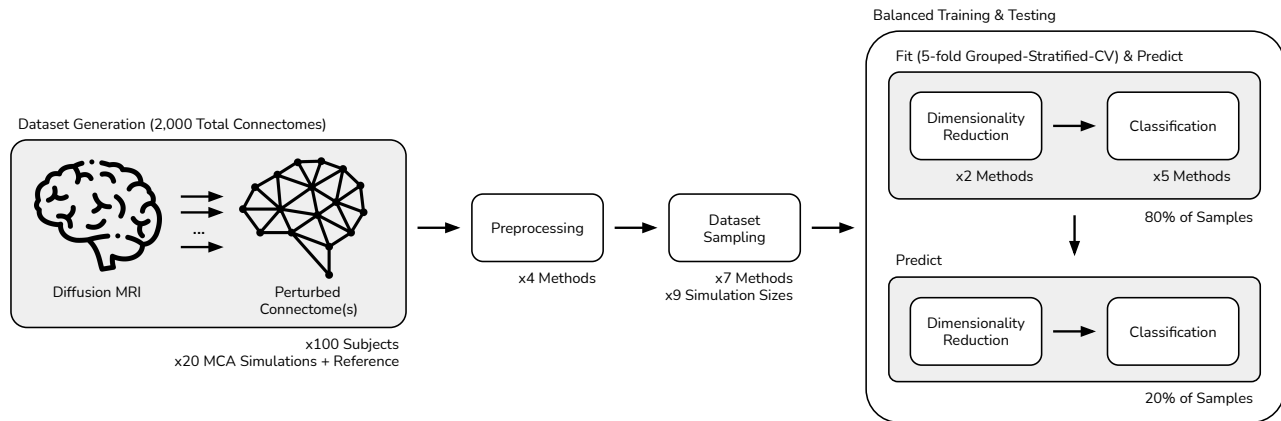 Balanced Training & Testing
Fit (5-fold Grouped-Stratified-CV) & Predict
Dimensionality
Reduction
Classification
x2 Methods
x5 Methods
80% of Samples
Dataset Generation (2,000 Total Connectomes)
...
Diffusion MRI
Perturbed
Connectome(s)
x100 Subjects
x20 MCA Simulations + Reference
Preprocessing
x4 Methods
Dataset
Sampling
x7 Methods
x9 Simulation Sizes
Predict
Dimensionality
Reduction
Classification
20% of Samples